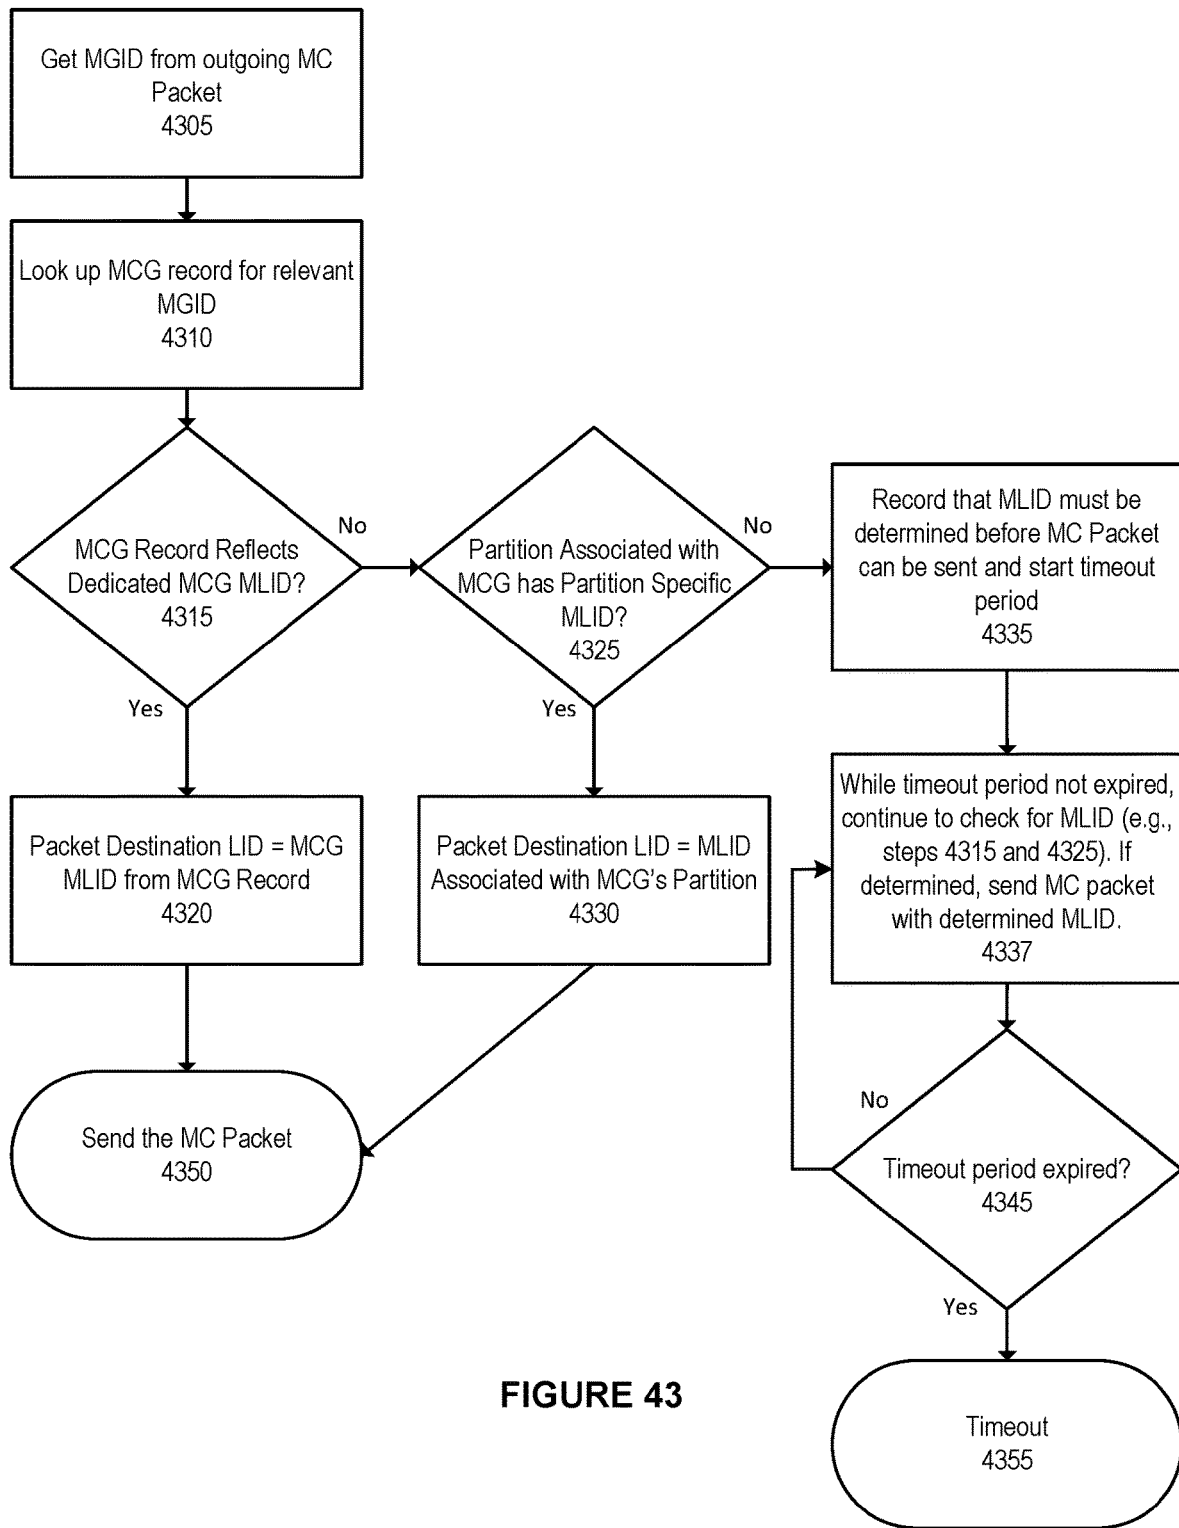 Get MGID from outgoing MC
Packet
4305
Look up MCG record for relevant
MGID
4310
MCG Record Reflects
Dedicated MCG MLID?
4315
No
Yes
Partition Associated with
MCG has Partition Specific
MLID?
4325
No
Yes
Record that MLID must be
determined before MC Packet
can be sent and start timeout
period
4335
Packet Destination LID = MCG
MLID from MCG Record
4320
Packet Destination LID = MLID
Associated with MCG's Partition
4330
While timeout period not expired,
continue to check for MLID (e.g.,
steps 4315 and 4325). If
determined, send MC packet
with determined MLID.
4337
Send the MC Packet
4350
No
Timeout period expired?
4345
Yes
Timeout
4355
FIGURE 43